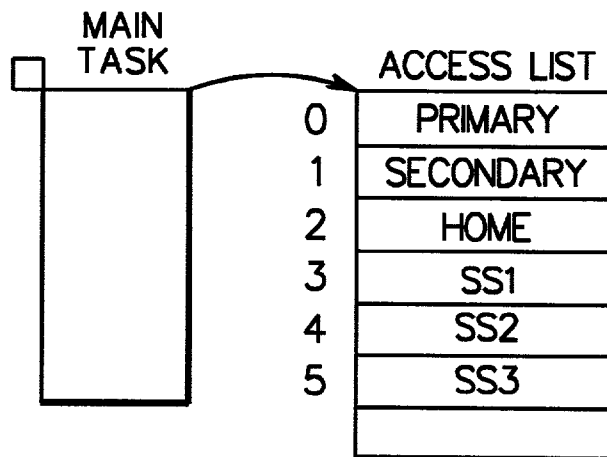 MAIN
TASK
ACCESS LIST
0 PRIMARY
1 SECONDARY
2 HOME
3 SS1
4 SS2
5 SS3